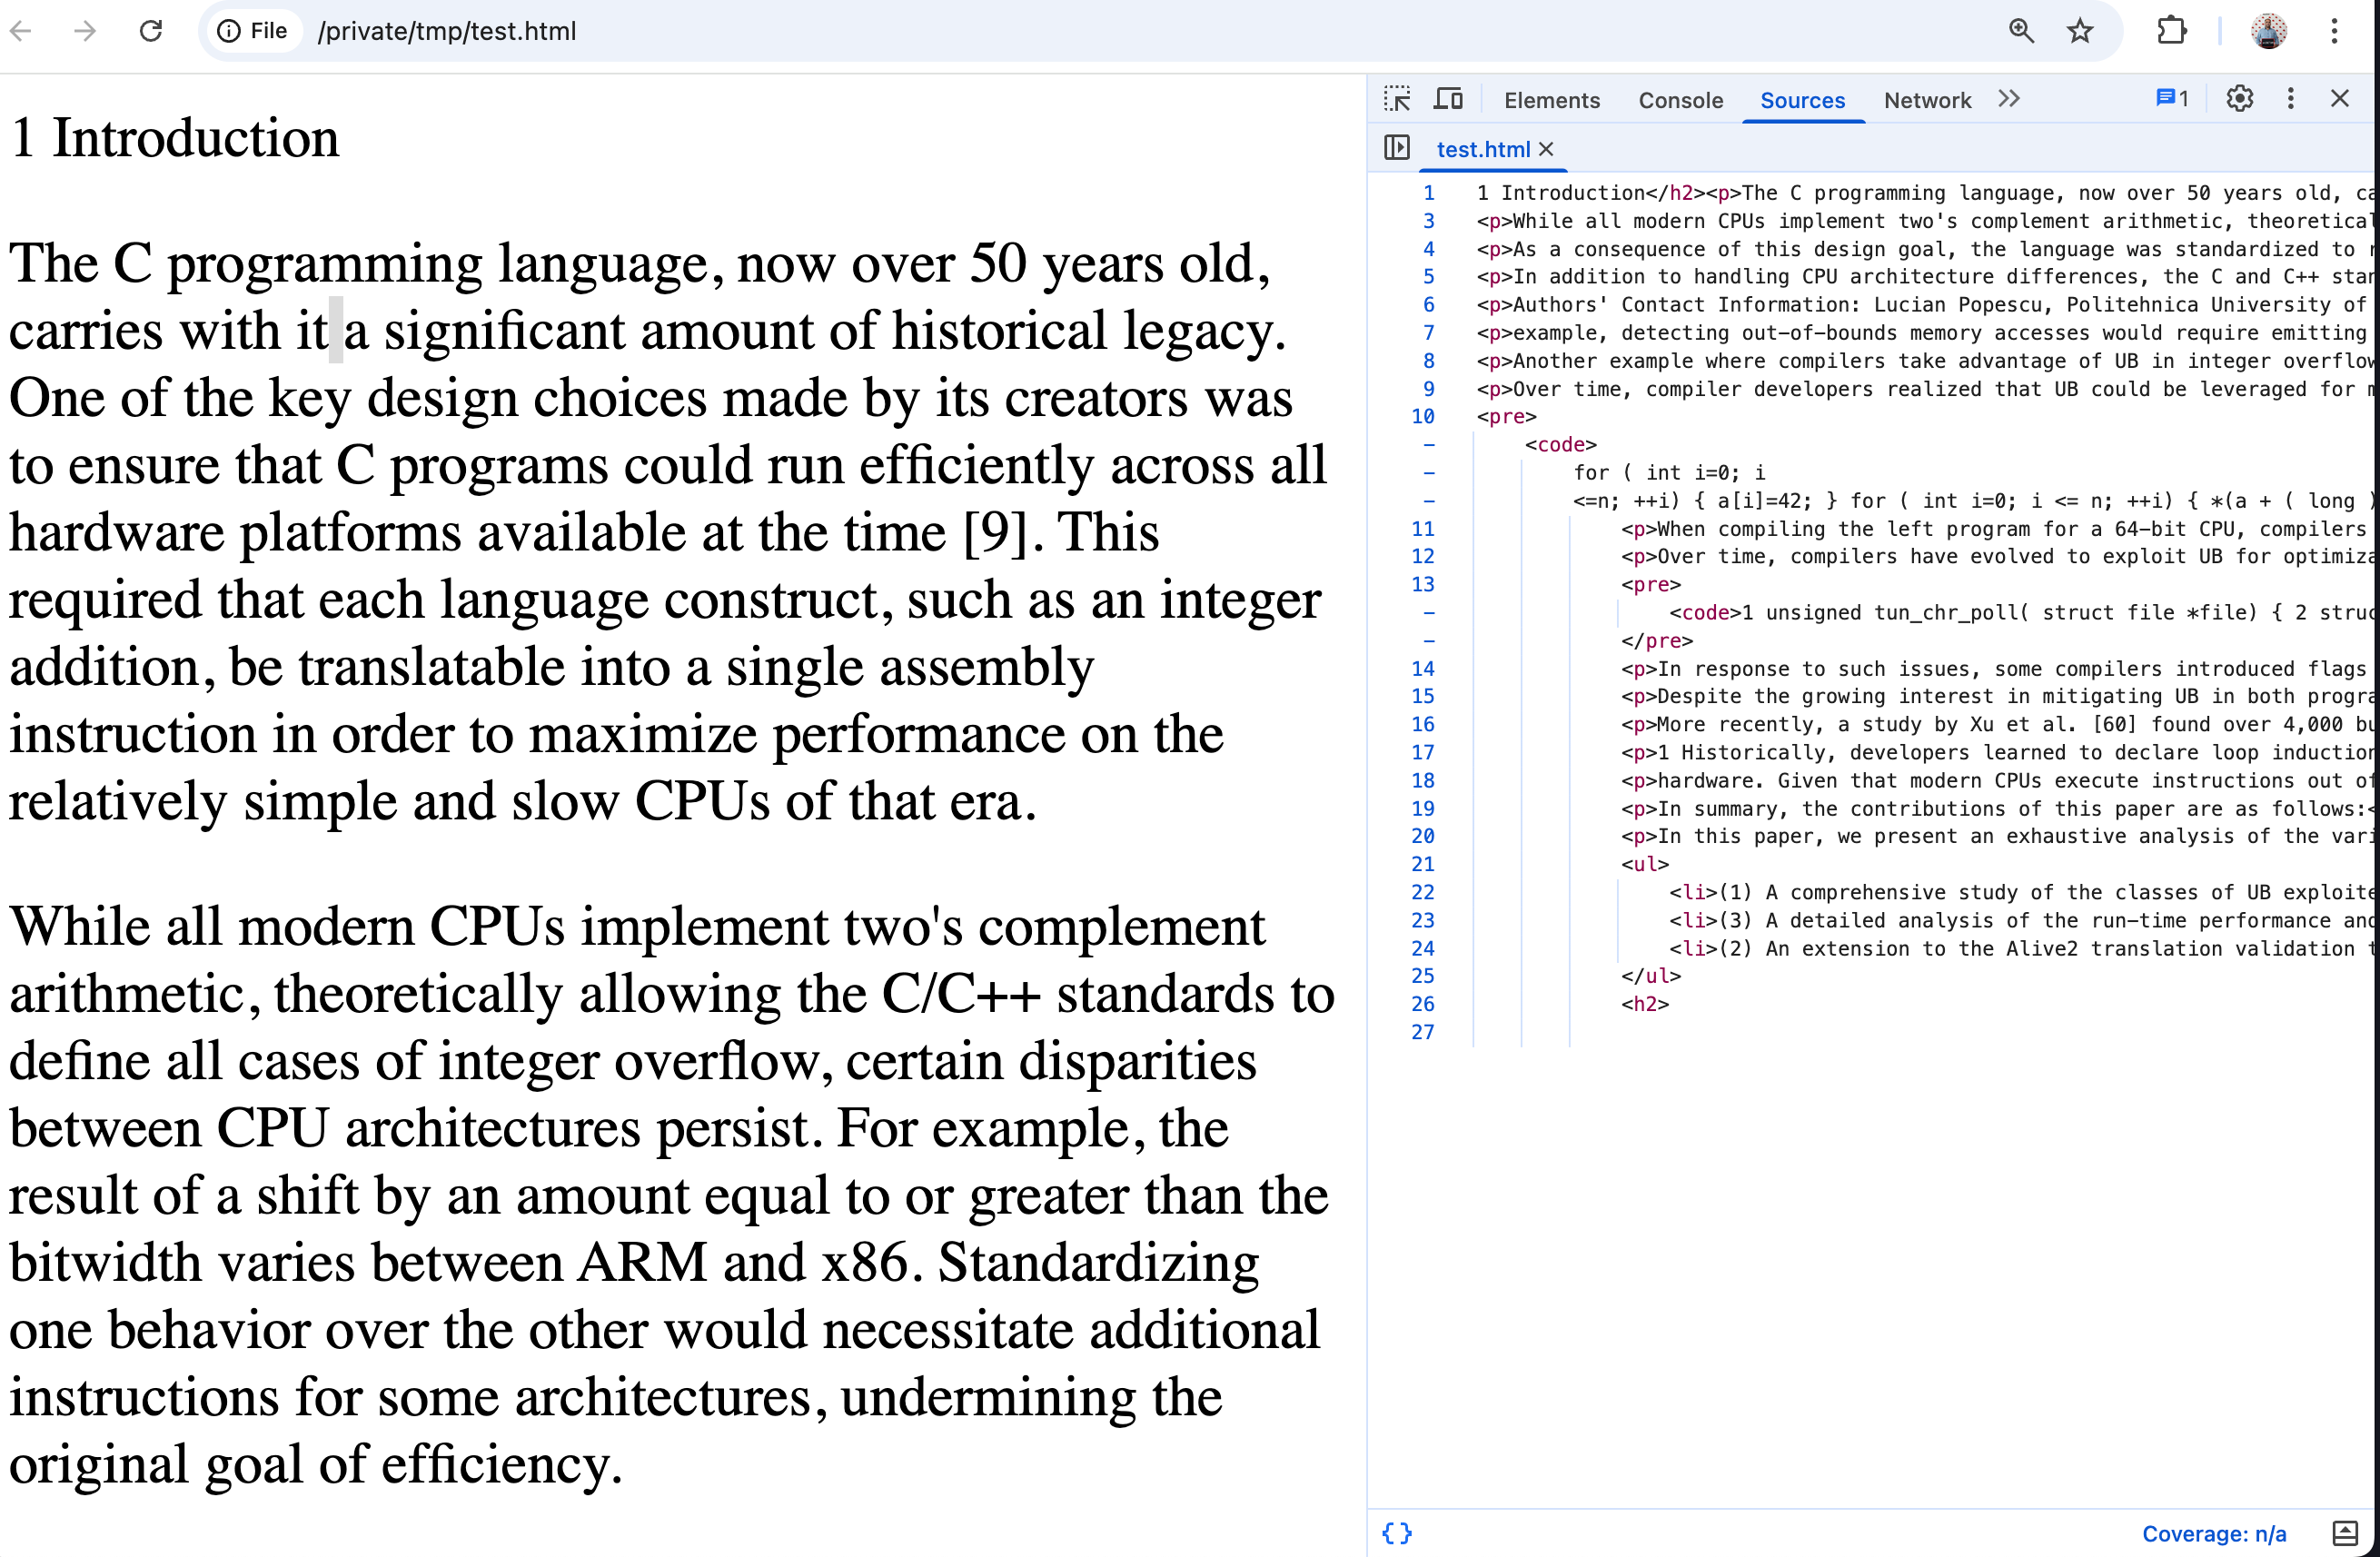 File /private/tmp/test.html
1 Introduction
The C programming language, now over 50 years old,
carries with it a significant amount of historical legacy.
One of the key design choices made by its creators was
to ensure that C programs could run efficiently across all
hardware platforms available at the time [9]. This
required that each language construct, such as an integer
addition, be translatable into a single assembly
instruction in order to maximize performance on the
relatively simple and slow CPUs of that era.
While all modern CPUs implement two's complement
arithmetic, theoretically allowing the C/C++ standards to
define all cases of integer overflow, certain disparities
between CPU architectures persist. For example, the
result of a shift by an amount equal to or greater than the
bitwidth varies between ARM and x86. Standardizing
one behavior over the other would necessitate additional
instructions for some architectures, undermining the
original goal of efficiency.
Elements Console Sources Network 1
test.html
1 1 Introduction</h2><p>The C programming language, now over 50 years old, ca
3 <p>While all modern CPUs implement two's complement arithmetic, theoretical
4 <p>As a consequence of this design goal, the language was standardized to
5 <p>In addition to handling CPU architecture differences, the C and C++ stan
6 <p>Authors' Contact Information: Lucian Popescu, Politehnica University of
7 <p>example, detecting out-of-bounds memory accesses would require emitting
8 <p>Another example where compilers take advantage of UB in integer overflow
9 <p>Over time, compiler developers realized that UB could be leveraged for m
10 <pre>
- <code>
- for ( int i=0; i
- <=n; ++i) { a[i]=42; } for ( int i=0; i <= n; ++i) { *(a + ( long )
11 <p>When compiling the left program for a 64-bit CPU, compilers
12 <p>Over time, compilers have evolved to exploit UB for optimiza
13 <pre>
- <code>1 unsigned tun_chr_poll( struct file *file) { 2 struc
- </pre>
14 <p>In response to such issues, some compilers introduced flags
15 <p>Despite the growing interest in mitigating UB in both progra
16 <p>More recently, a study by Xu et al. [60] found over 4,000 bu
17 <p>1 Historically, developers learned to declare loop induction
18 <p>hardware. Given that modern CPUs execute instructions out of
19 <p>In summary, the contributions of this paper are as follows:<
20 <p>In this paper, we present an exhaustive analysis of the vari
21 <ul>
22 <li>(1) A comprehensive study of the classes of UB exploite
23 <li>(3) A detailed analysis of the run-time performance and
24 <li>(2) An extension to the Alive2 translation validation t
25 </ul>
26 <h2>
27
{ } Coverage: n/a